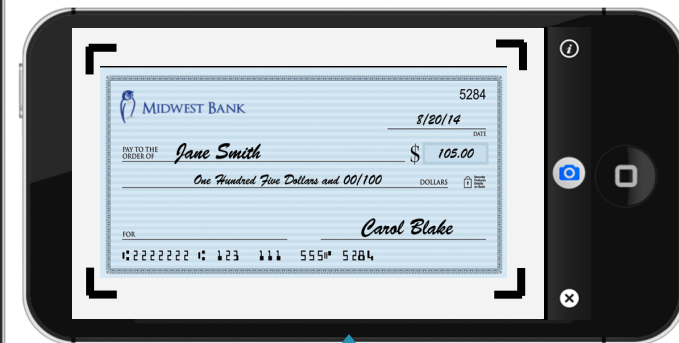 5284
MIDWEST BANK
8/20/14
DATE
PAY TO THE
ORDER OF Jane Smith $ 105.00
One Hundred Five Dollars and 00/100 DOLLARS
FOR Carol Blake
⑆2222222 ⑆ 123 111 555⑈ 5284